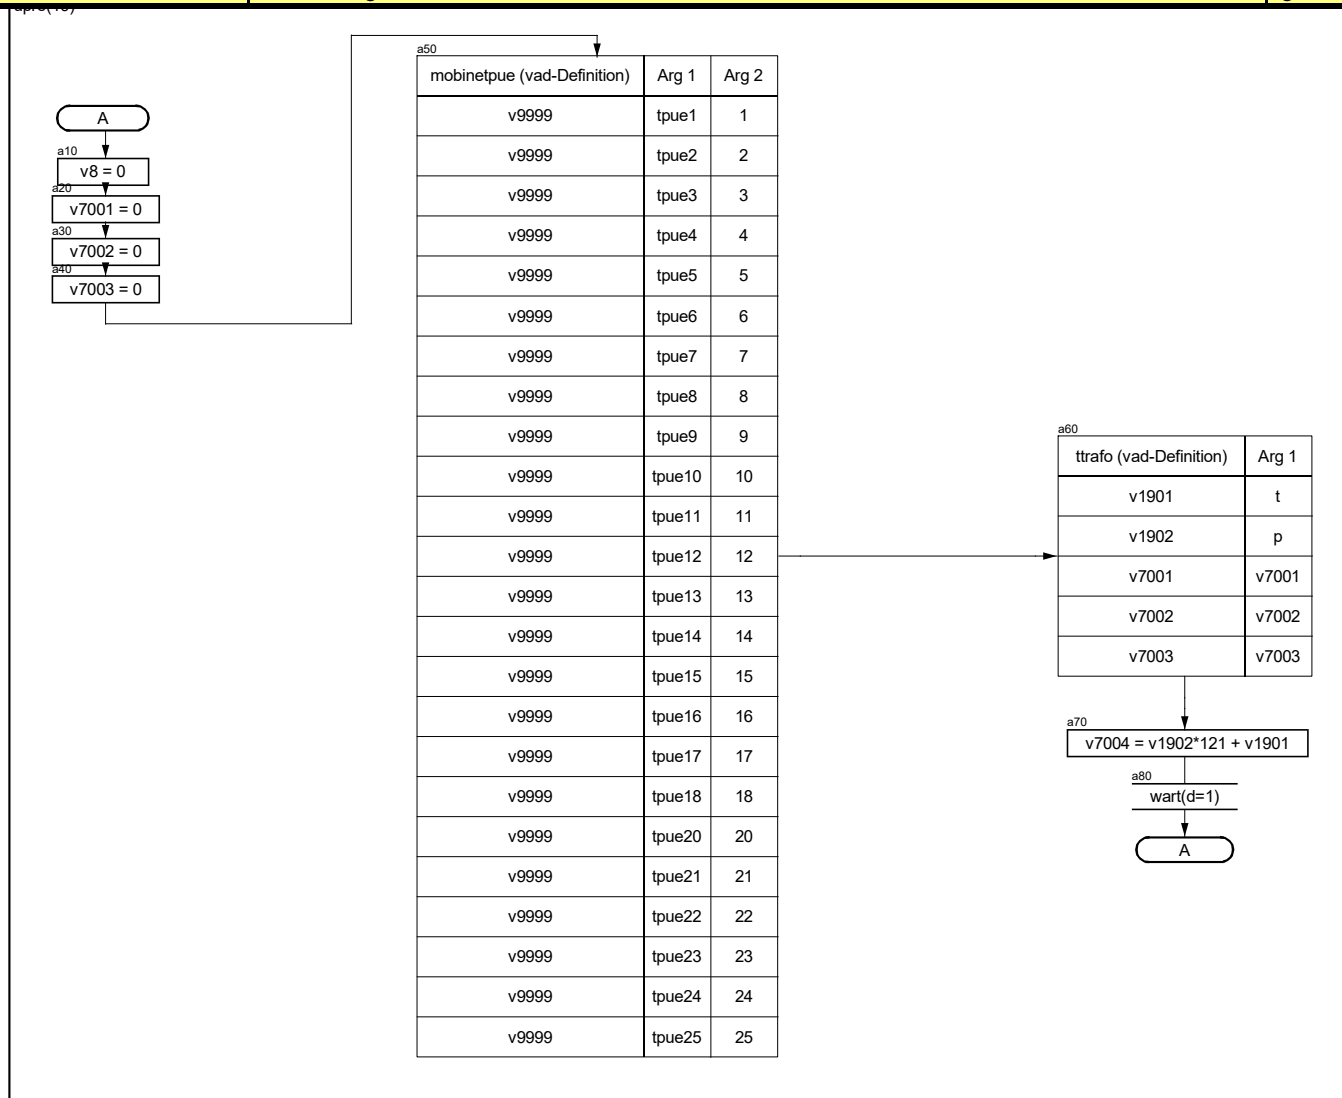 A
a10
v8 = 0
a20
v7001 = 0
a30
v7002 = 0
a40
v7003 = 0
a50
mobinetpue (vad-Definition) Arg 1 Arg 2
v9999 tpue1 1
v9999 tpue2 2
v9999 tpue3 3
v9999 tpue4 4
v9999 tpue5 5
v9999 tpue6 6
v9999 tpue7 7
v9999 tpue8 8
v9999 tpue9 9
v9999 tpue10 10
v9999 tpue11 11
v9999 tpue12 12
v9999 tpue13 13
v9999 tpue14 14
v9999 tpue15 15
v9999 tpue16 16
v9999 tpue17 17
v9999 tpue18 18
v9999 tpue20 20
v9999 tpue21 21
v9999 tpue22 22
v9999 tpue23 23
v9999 tpue24 24
v9999 tpue25 25
a60
ttrafo (vad-Definition) Arg 1
v1901 t
v1902 p
v7001 v7001
v7002 v7002
v7003 v7003
a70
v7004 = v1902*121 + v1901
a80
wart(d=1)
A